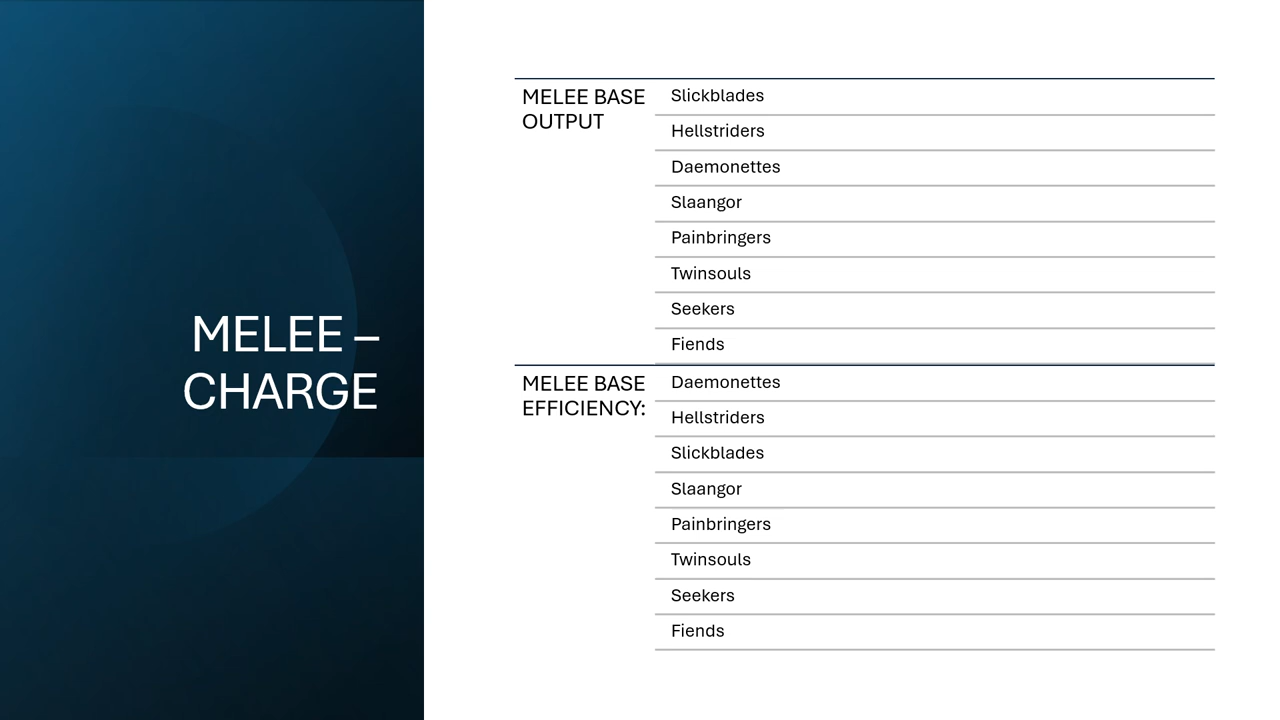 MELEE –
CHARGE
MELEE BASE
OUTPUT
Slickblades
Hellstriders
Daemonettes
Slaangor
Painbringers
Twinsouls
Seekers
Fiends
MELEE BASE
EFFICIENCY:
Daemonettes
Hellstriders
Slickblades
Slaangor
Painbringers
Twinsouls
Seekers
Fiends